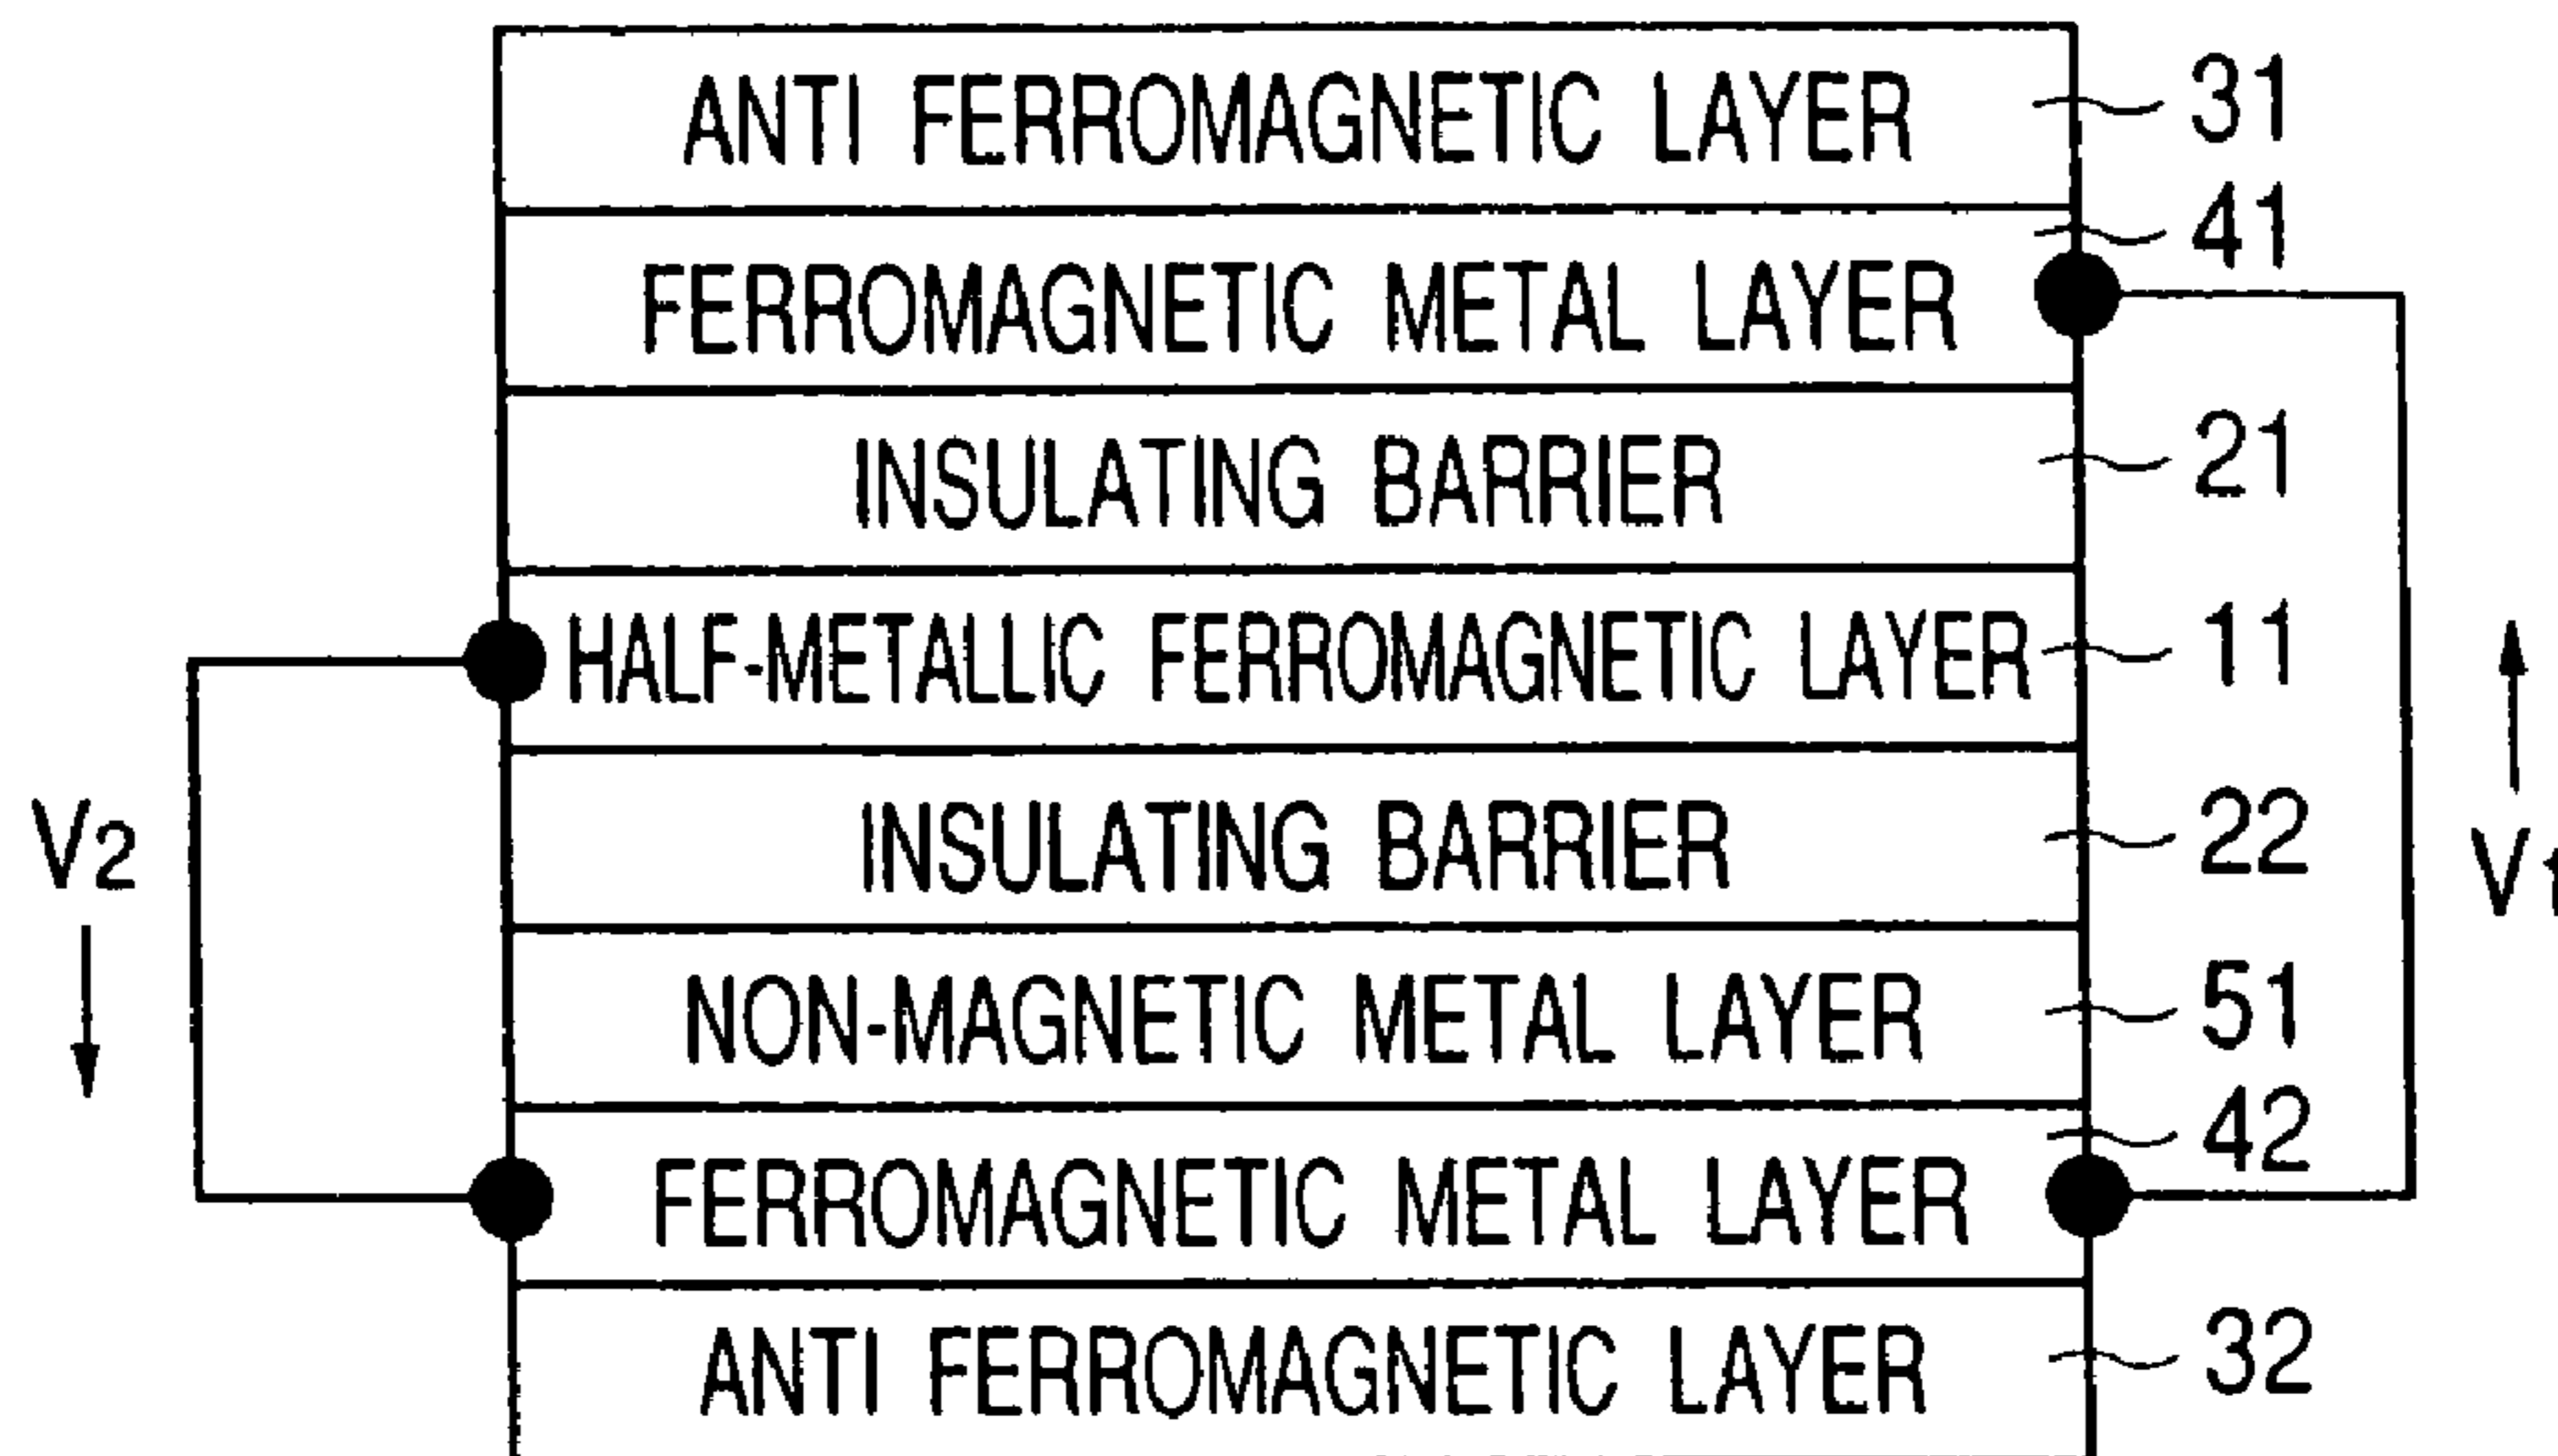 ANTI FERROMAGNETIC LAYER 31
41
FERROMAGNETIC METAL LAYER
INSULATING BARRIER 21
HALF-METALLIC FERROMAGNETIC LAYER 11
INSULATING BARRIER 22
V2
V1
NON-MAGNETIC METAL LAYER 51
42
FERROMAGNETIC METAL LAYER
ANTI FERROMAGNETIC LAYER 32